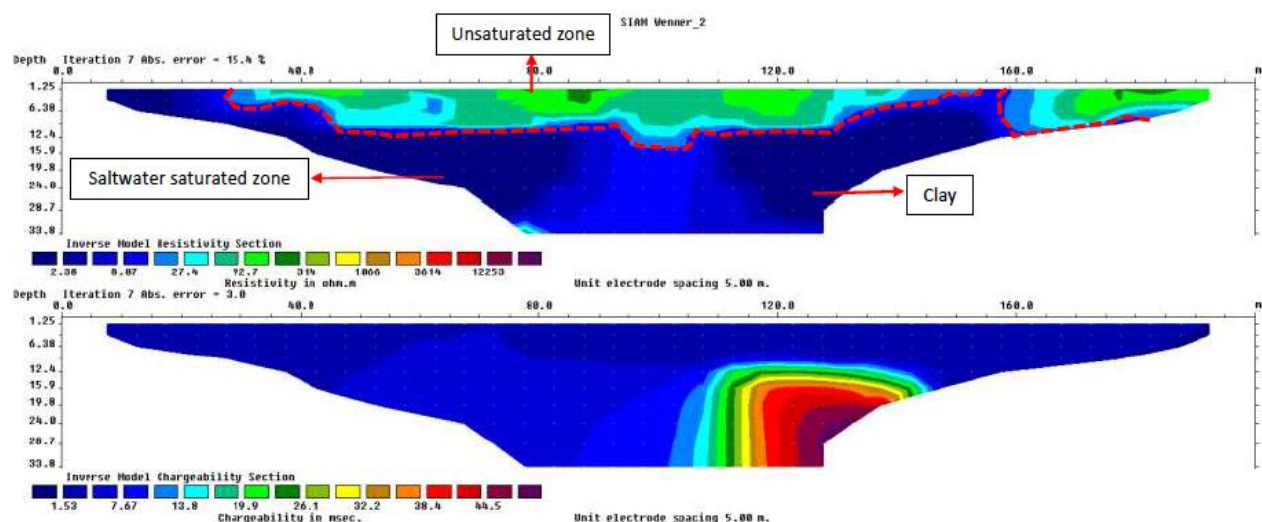 SIAM Wenner_2
Unsaturated zone
Depth Iteration 7 Abs. error = 15.4 %
0.0 40.0 80.0 120.0 160.0 m
1.25
6.38
12.4
15.9
19.8
24.0
28.7
33.8
Saltwater saturated zone
Clay
Inverse Model Resistivity Section
2.38 8.07 27.4 92.7 314 1066 3614 12253
Resistivity in ohm.m
Unit electrode spacing 5.00 m.
Depth Iteration 7 Abs. error = 3.0
0.0 40.0 80.0 120.0 160.0 m
1.25
6.38
12.4
15.9
19.8
24.0
28.7
33.8
Inverse Model Chargeability Section
1.53 7.67 13.8 19.9 26.1 32.2 38.4 44.5
Chargeability in msec.
Unit electrode spacing 5.00 m.